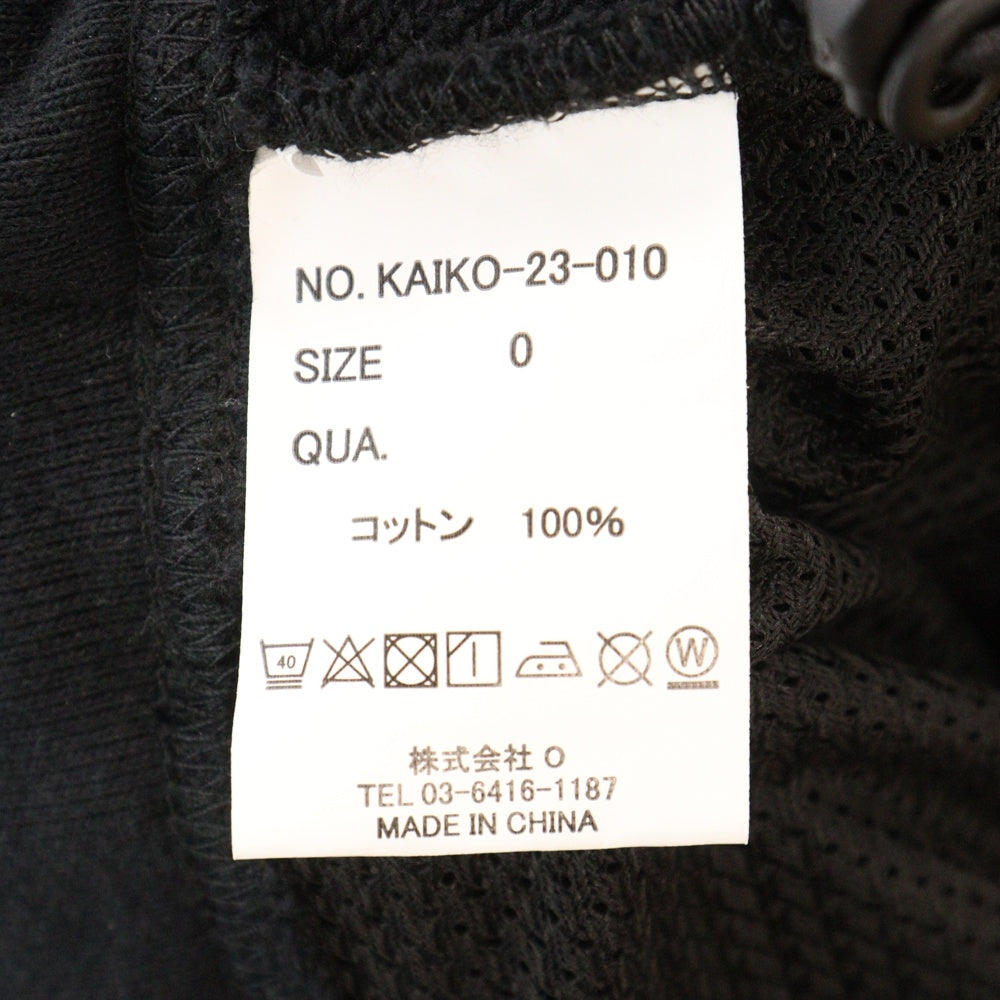 NO. KAIKO-23-010
SIZE 0
QUA.
コットン 100%
40 W
株式会社 O
TEL 03-6416-1187
MADE IN CHINA